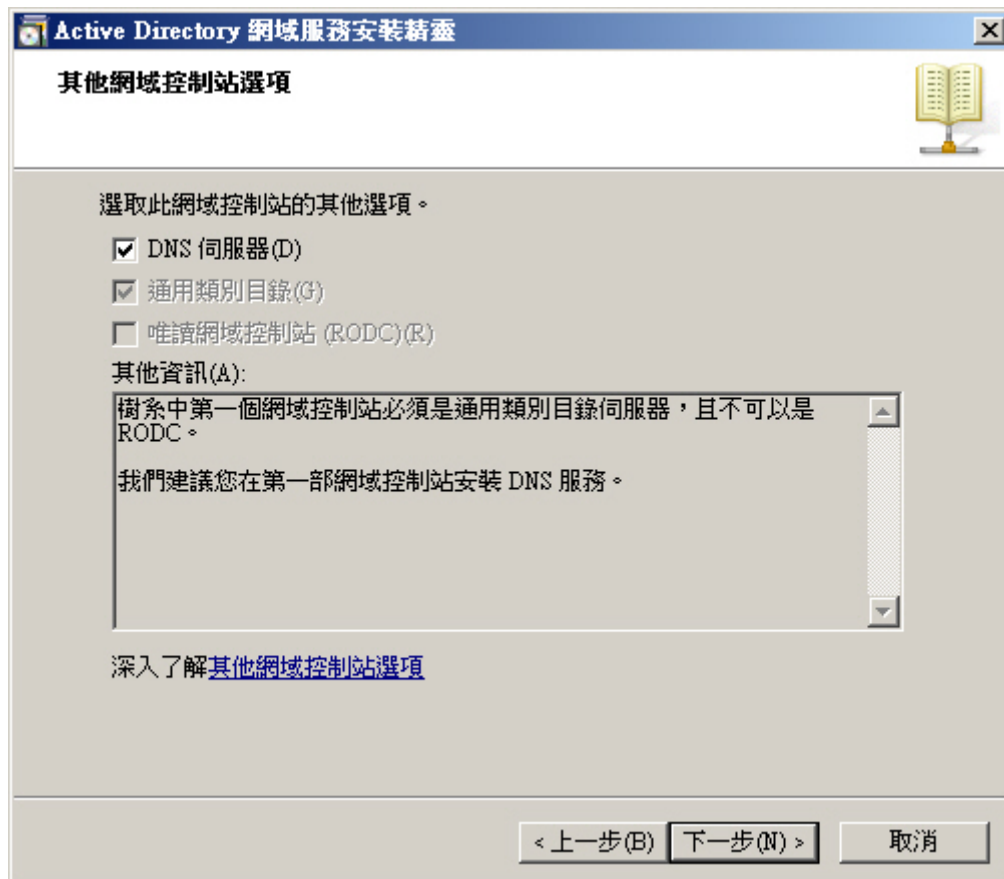 Active Directory 網域服務安裝精靈
其他網域控制站選項
選取此網域控制站的其他選項。
DNS 伺服器(D)
通用類別目錄(G)
唯讀網域控制站 (RODC)(R)
其他資訊(A):
樹系中第一個網域控制站必須是通用類別目錄伺服器，且不可以是
RODC。
我們建議您在第一部網域控制站安裝 DNS 服務。
深入了解其他網域控制站選項
< 上一步(B) 下一步(N) > 取消